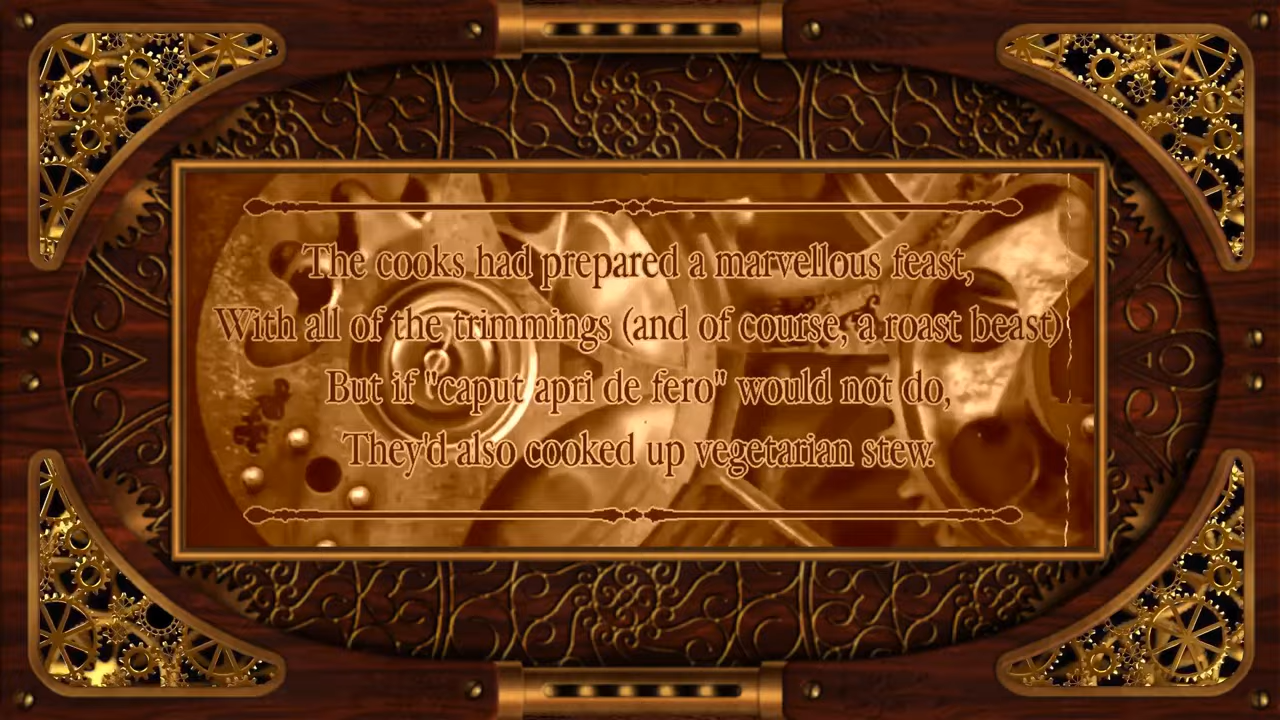 The cooks had prepared a marvellous feast,
With all of the trimmings (and of course, a roast beast)
But if "caput apri de fero" would not do,
They'd also cooked up vegetarian stew.